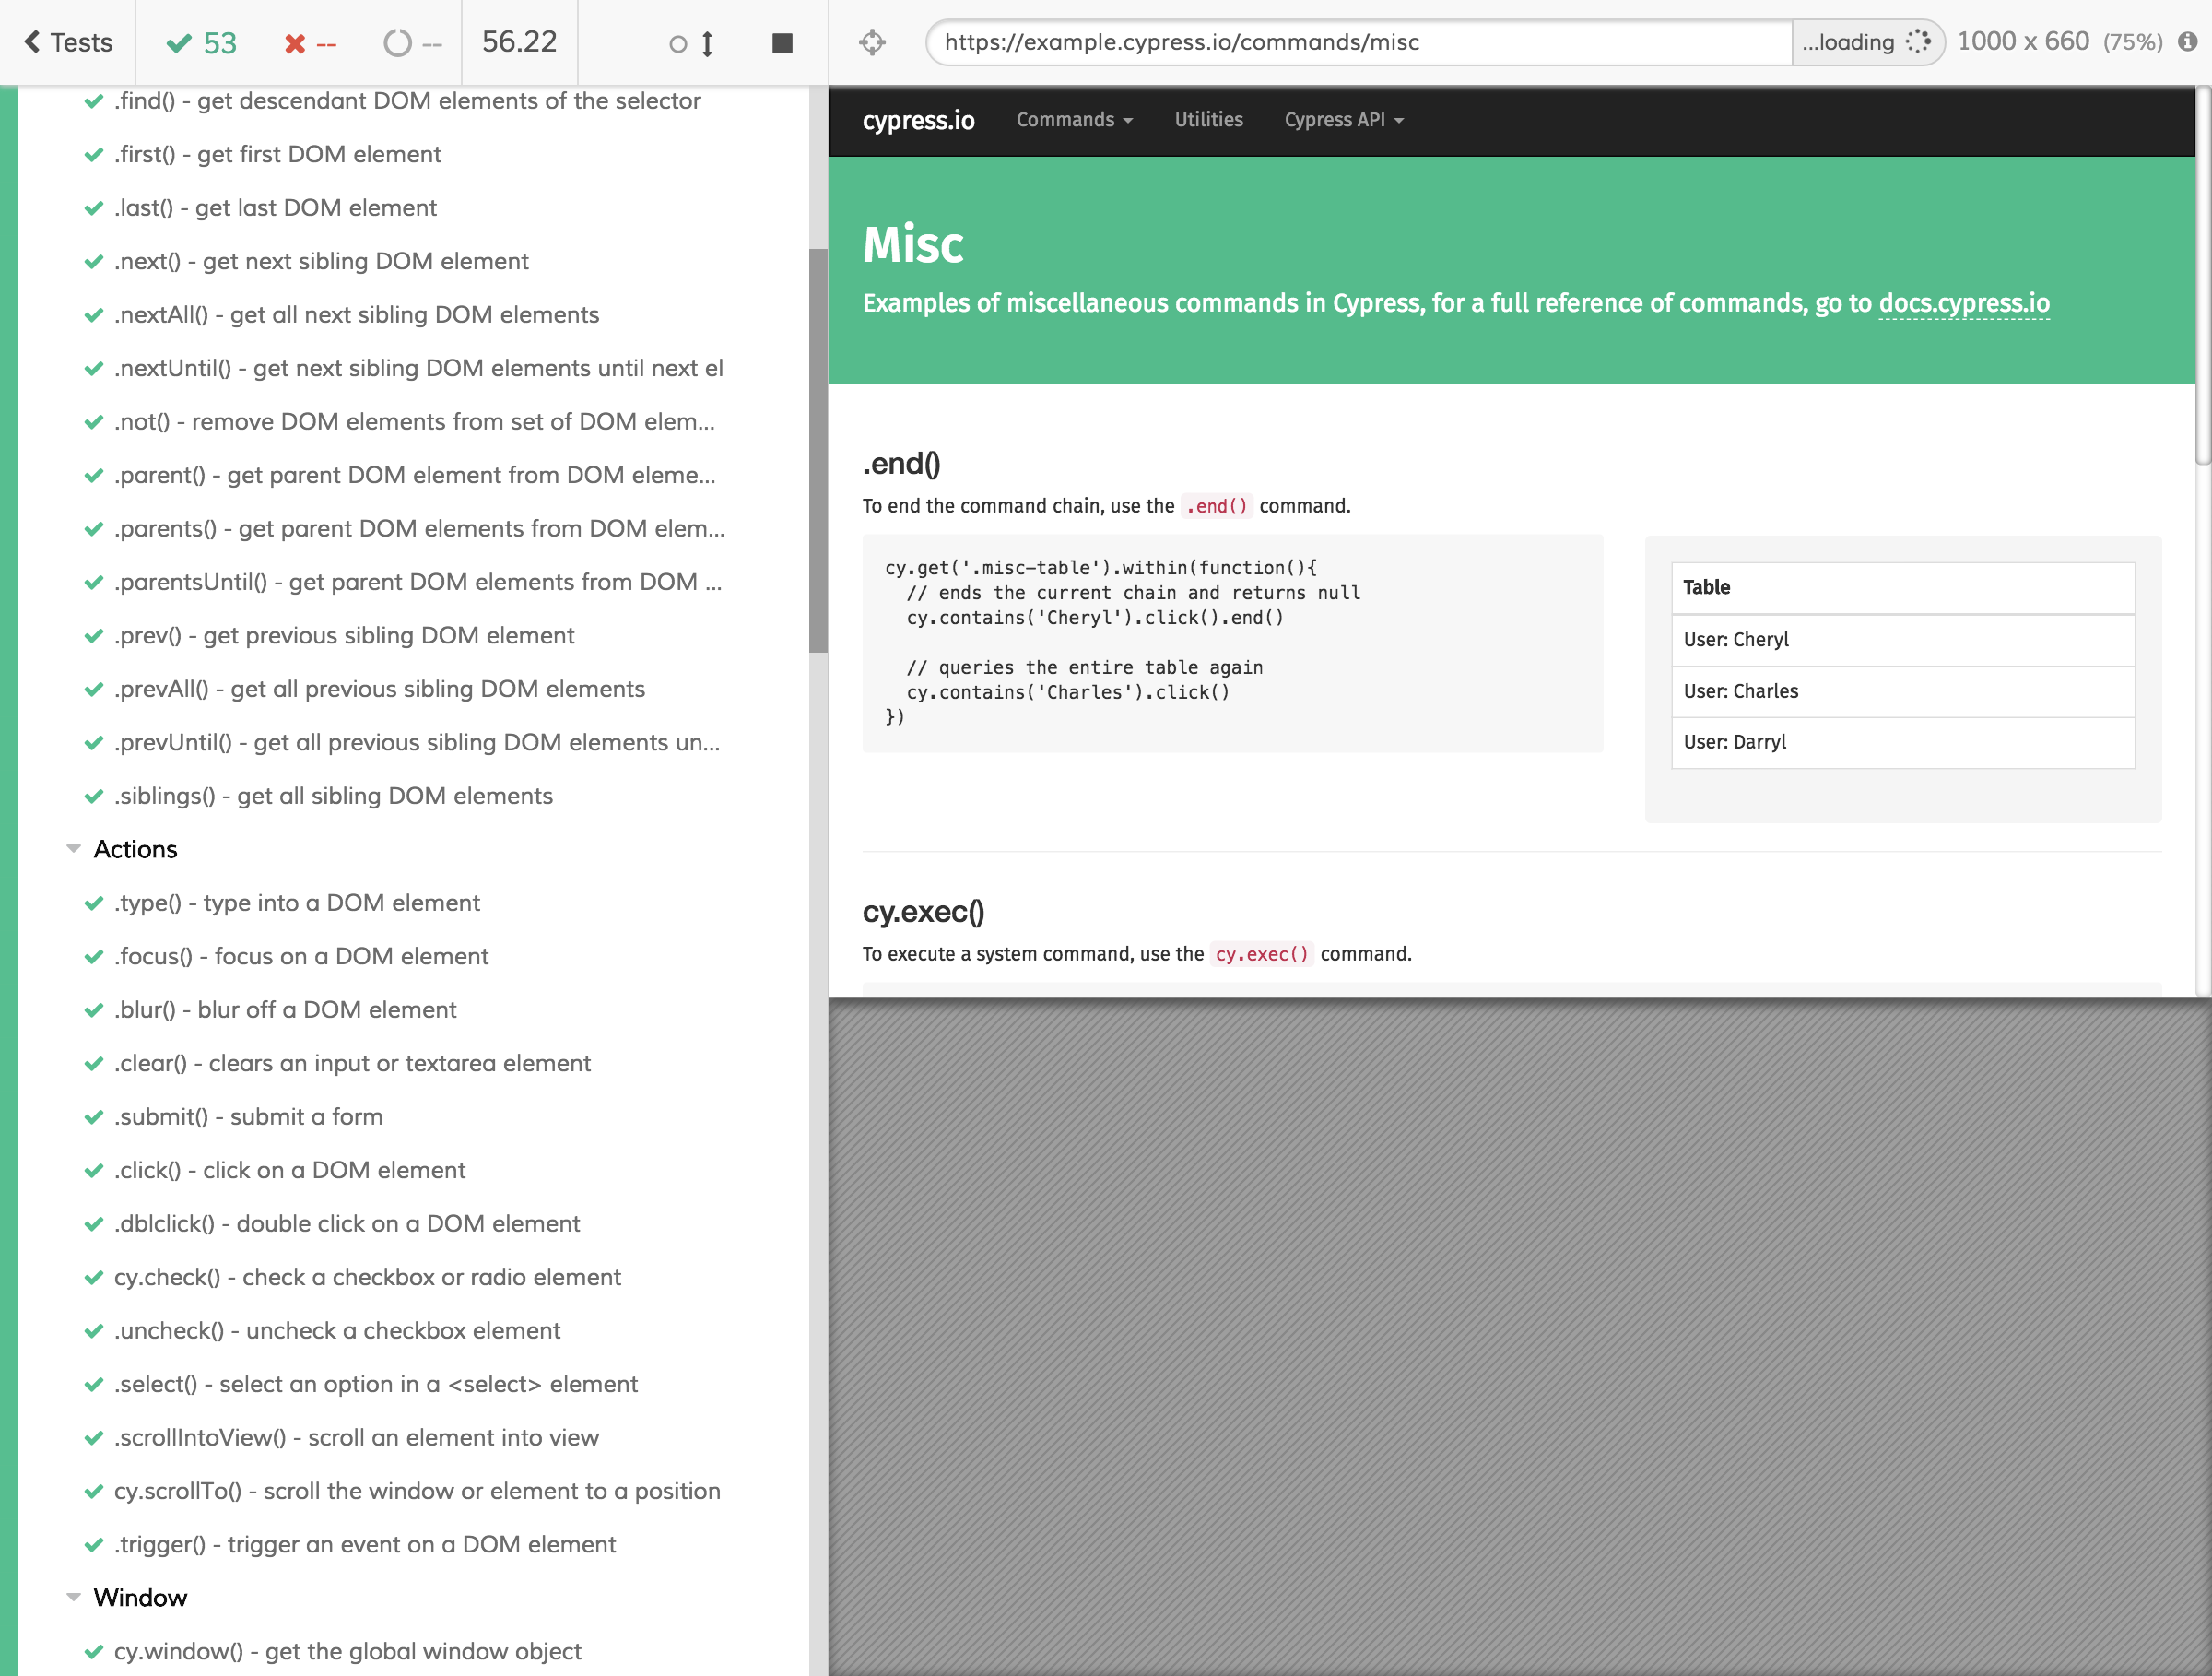 Tests
53
--
--
56.22
https://example.cypress.io/commands/misc
...loading
1000 x 660 (75%)
.find() - get descendant DOM elements of the selector
.first() - get first DOM element
.last() - get last DOM element
.next() - get next sibling DOM element
.nextAll() - get all next sibling DOM elements
.nextUntil() - get next sibling DOM elements until next el
.not() - remove DOM elements from set of DOM elem...
.parent() - get parent DOM element from DOM eleme...
.parents() - get parent DOM elements from DOM elem...
.parentsUntil() - get parent DOM elements from DOM ...
.prev() - get previous sibling DOM element
.prevAll() - get all previous sibling DOM elements
.prevUntil() - get all previous sibling DOM elements un...
.siblings() - get all sibling DOM elements
Actions
.type() - type into a DOM element
.focus() - focus on a DOM element
.blur() - blur off a DOM element
.clear() - clears an input or textarea element
.submit() - submit a form
.click() - click on a DOM element
.dblclick() - double click on a DOM element
cy.check() - check a checkbox or radio element
.uncheck() - uncheck a checkbox element
.select() - select an option in a <select> element
.scrollIntoView() - scroll an element into view
cy.scrollTo() - scroll the window or element to a position
.trigger() - trigger an event on a DOM element
Window
cy.window() - get the global window object
cypress.io
Commands
Utilities
Cypress API
Misc
Examples of miscellaneous commands in Cypress, for a full reference of commands, go to docs.cypress.io
.end()
To end the command chain, use the .end() command.
cy.get('.misc-table').within(function(){
  // ends the current chain and returns null
  cy.contains('Cheryl').click().end()
  // queries the entire table again
  cy.contains('Charles').click()
})
Table
User: Cheryl
User: Charles
User: Darryl
cy.exec()
To execute a system command, use the cy.exec() command.